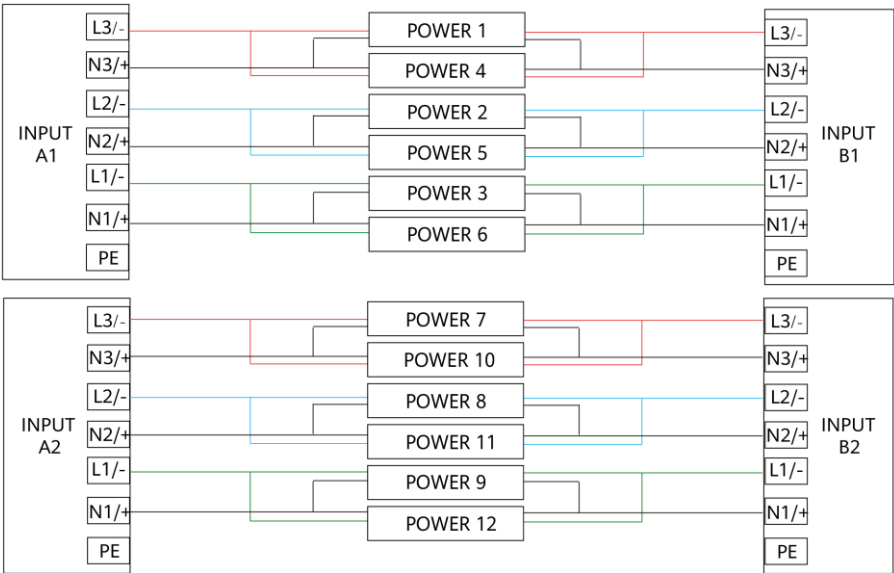 INPUT
A1
L3/-
N3/+
L2/-
N2/+
L1/-
N1/+
PE
POWER 1
POWER 4
POWER 2
POWER 5
POWER 3
POWER 6
L3/-
N3/+
L2/-
N2/+
L1/-
N1/+
PE
INPUT
B1
INPUT
A2
L3/-
N3/+
L2/-
N2/+
L1/-
N1/+
PE
POWER 7
POWER 10
POWER 8
POWER 11
POWER 9
POWER 12
L3/-
N3/+
L2/-
N2/+
L1/-
N1/+
PE
INPUT
B2